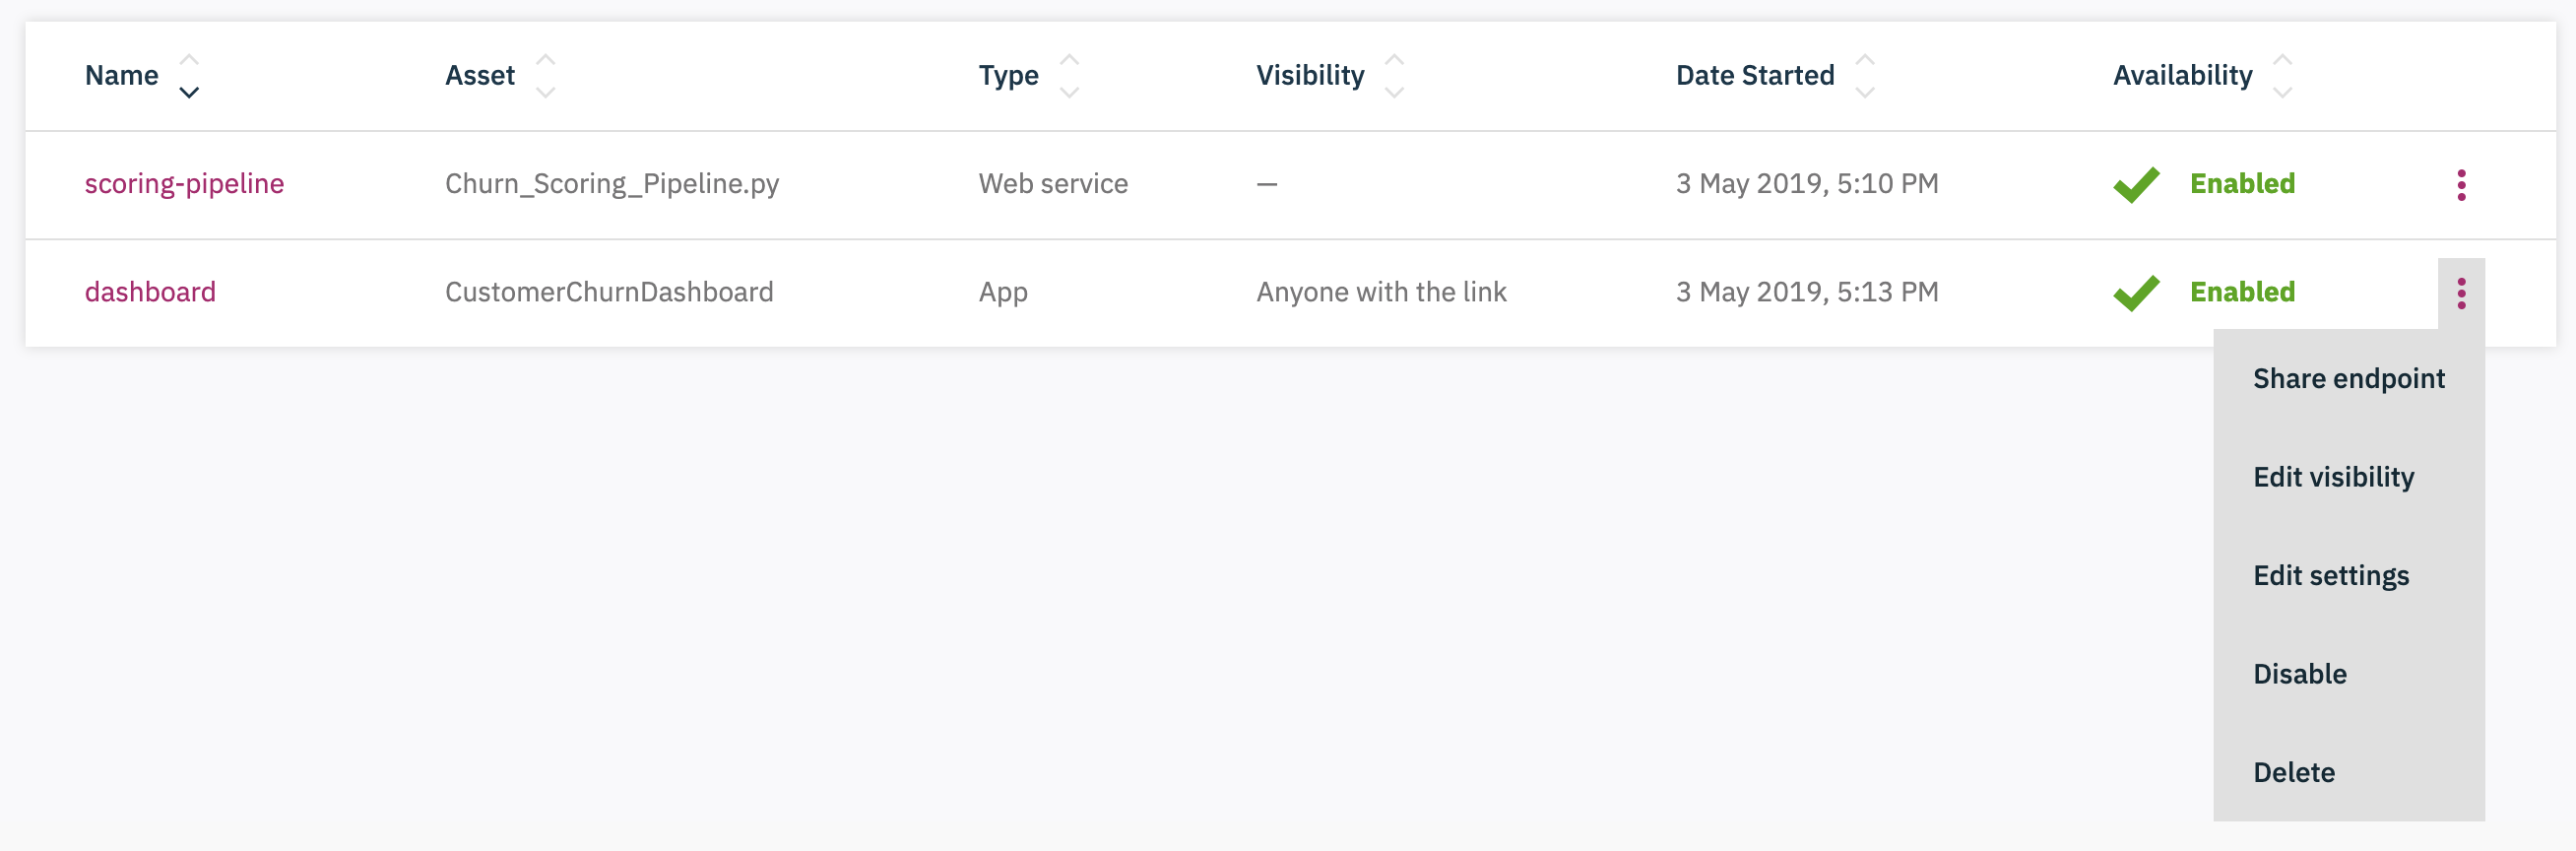 Name Asset Type Visibility Date Started Availability
scoring-pipeline Churn_Scoring_Pipeline.py Web service — 3 May 2019, 5:10 PM Enabled
dashboard CustomerChurnDashboard App Anyone with the link 3 May 2019, 5:13 PM Enabled
Share endpoint
Edit visibility
Edit settings
Disable
Delete